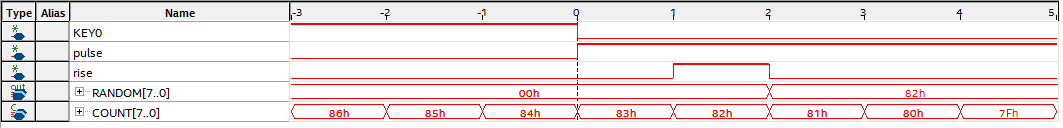 Type Alias Name -3 -2 -1 0 1 2 3 4 5
KEY0
pulse
rise
out RANDOM[7..0] 00h 82h
C COUNT[7..0] 86h 85h 84h 83h 82h 81h 80h 7Fh